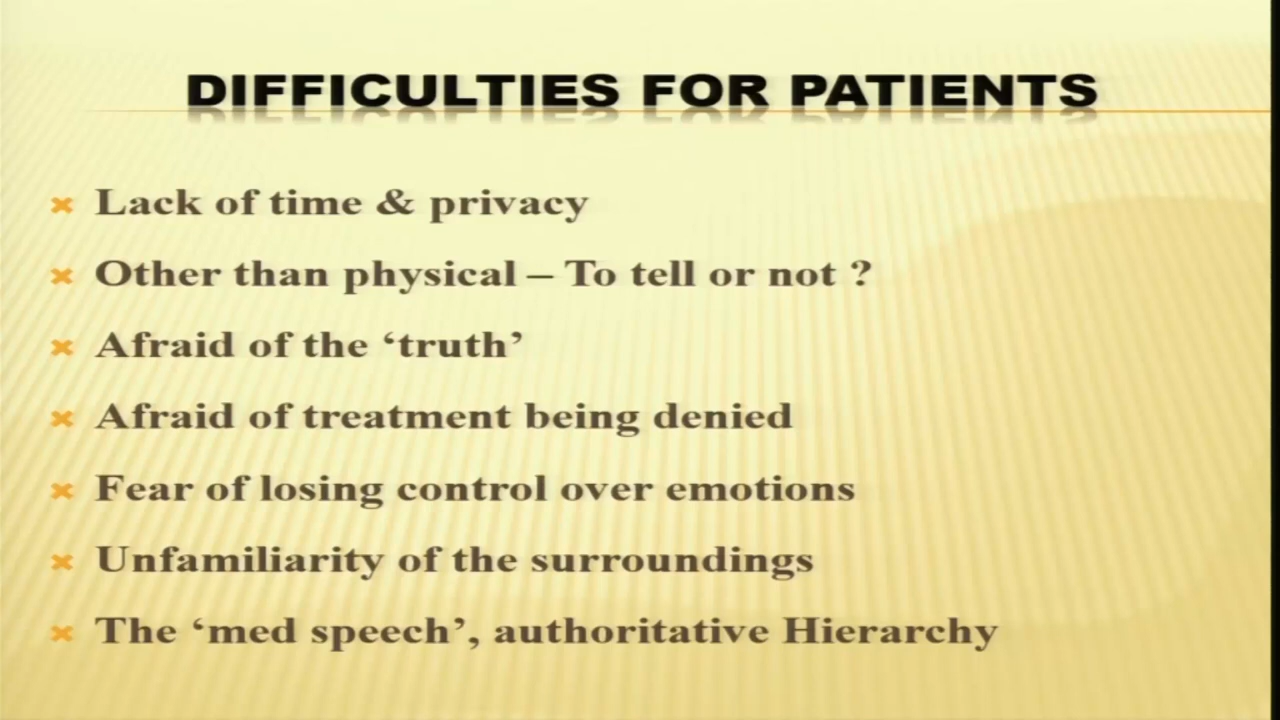 DIFFICULTIES FOR PATIENTS
Lack of time & privacy
Other than physical – To tell or not ?
Afraid of the ‘truth’
Afraid of treatment being denied
Fear of losing control over emotions
Unfamiliarity of the surroundings
The ‘med speech’, authoritative Hierarchy